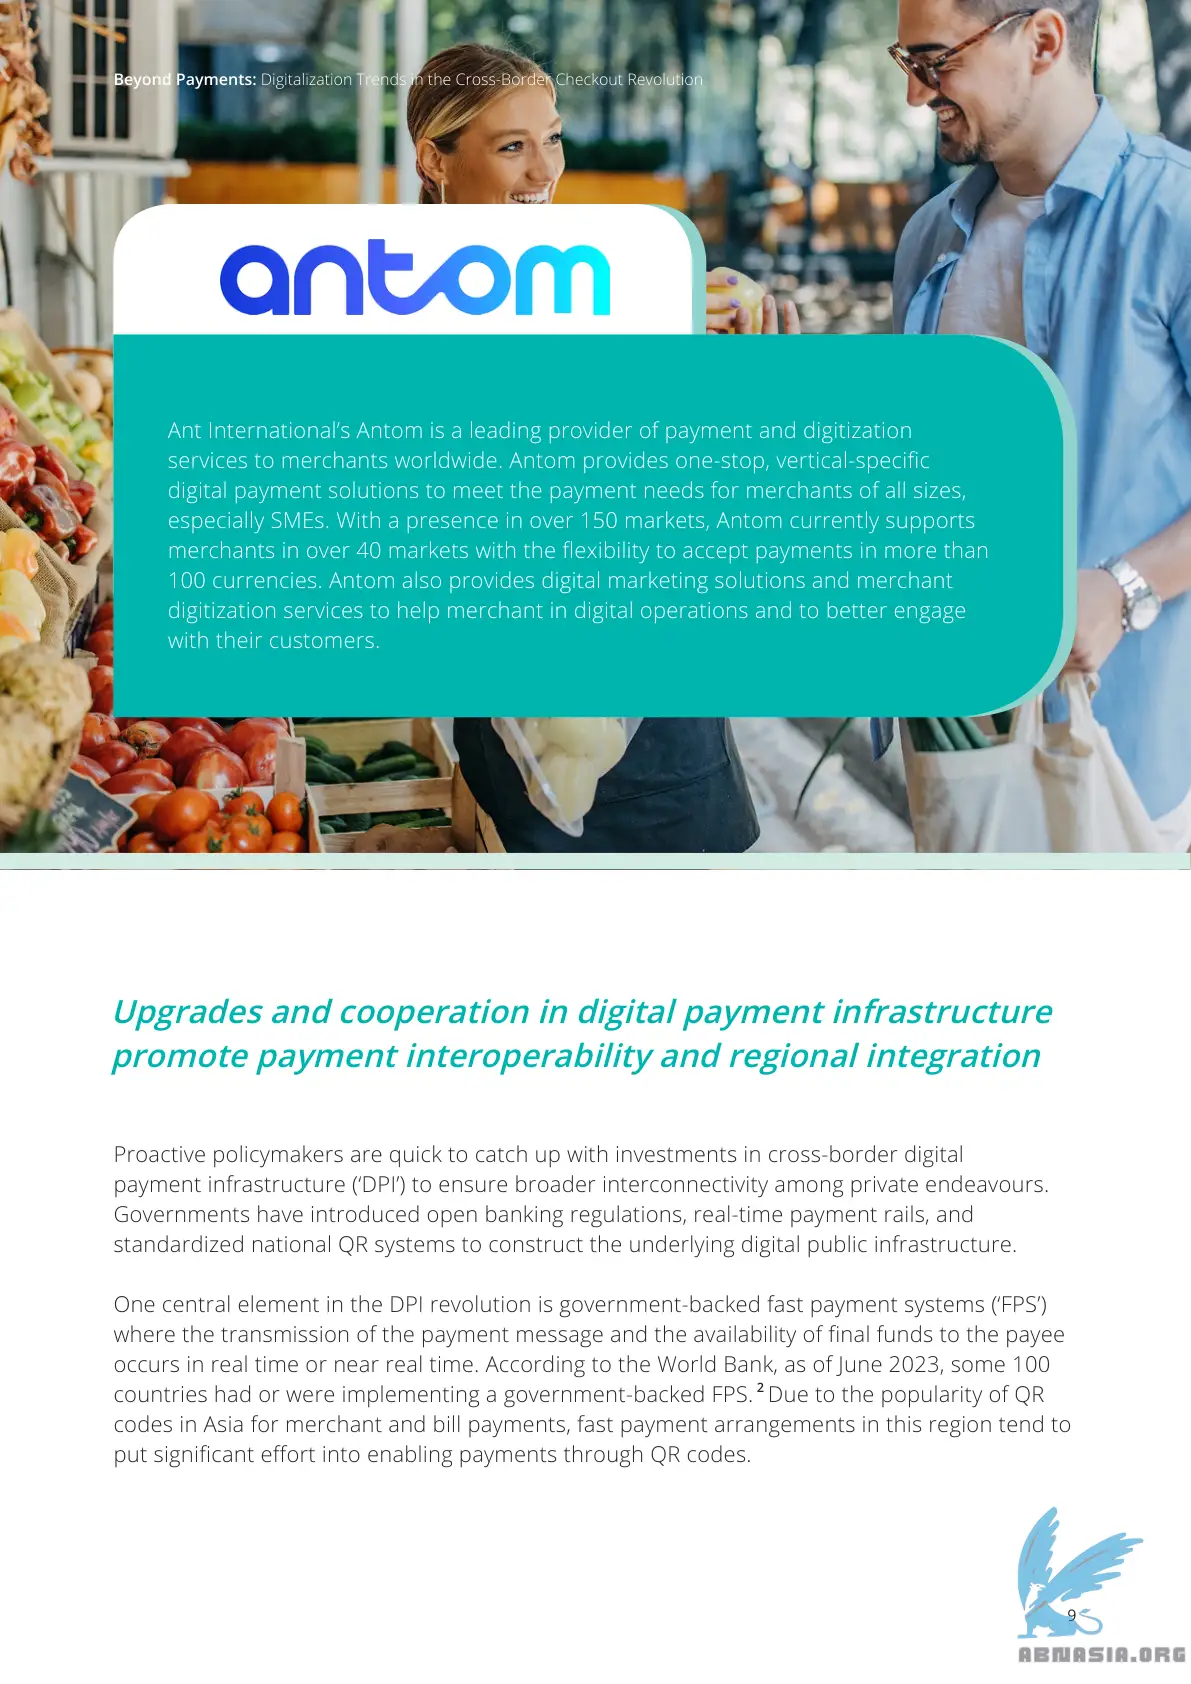 Beyond Payments: Digitalization Trends in the Cross-Border Checkout Revolution
antom
Ant International’s Antom is a leading provider of payment and digitization
services to merchants worldwide. Antom provides one-stop, vertical-specific
digital payment solutions to meet the payment needs for merchants of all sizes,
especially SMEs. With a presence in over 150 markets, Antom currently supports
merchants in over 40 markets with the flexibility to accept payments in more than
100 currencies. Antom also provides digital marketing solutions and merchant
digitization services to help merchant in digital operations and to better engage
with their customers.
Upgrades and cooperation in digital payment infrastructure
promote payment interoperability and regional integration
Proactive policymakers are quick to catch up with investments in cross-border digital
payment infrastructure (‘DPI’) to ensure broader interconnectivity among private endeavours.
Governments have introduced open banking regulations, real-time payment rails, and
standardized national QR systems to construct the underlying digital public infrastructure.
One central element in the DPI revolution is government-backed fast payment systems (‘FPS’)
where the transmission of the payment message and the availability of final funds to the payee
occurs in real time or near real time. According to the World Bank, as of June 2023, some 100
countries had or were implementing a government-backed FPS. ² Due to the popularity of QR
codes in Asia for merchant and bill payments, fast payment arrangements in this region tend to
put significant effort into enabling payments through QR codes.
9
ABNASIA.ORG